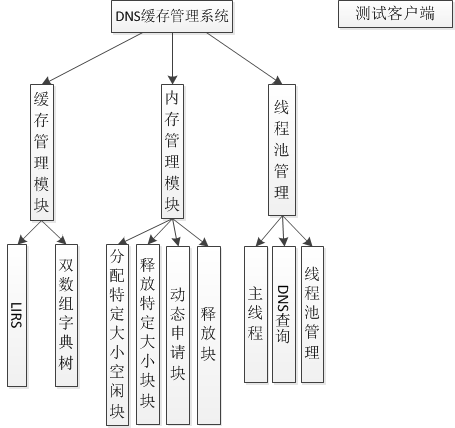 DNS缓存管理系统
测试客户端
缓存管理模块
内存管理模块
线程池管理
LIRS
双数组字典树
分配特定大小空闲块
释放特定大小块块
动态申请块
释放块
主线程
DNS查询
线程池管理